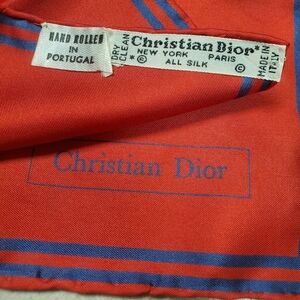 HAND ROLLED
IN
PORTUGAL
DRY
CLEAN
Christian Dior*
NEW YORK PARIS
*© ALL SILK ©
MADE IN
ITALY
Christian Dior